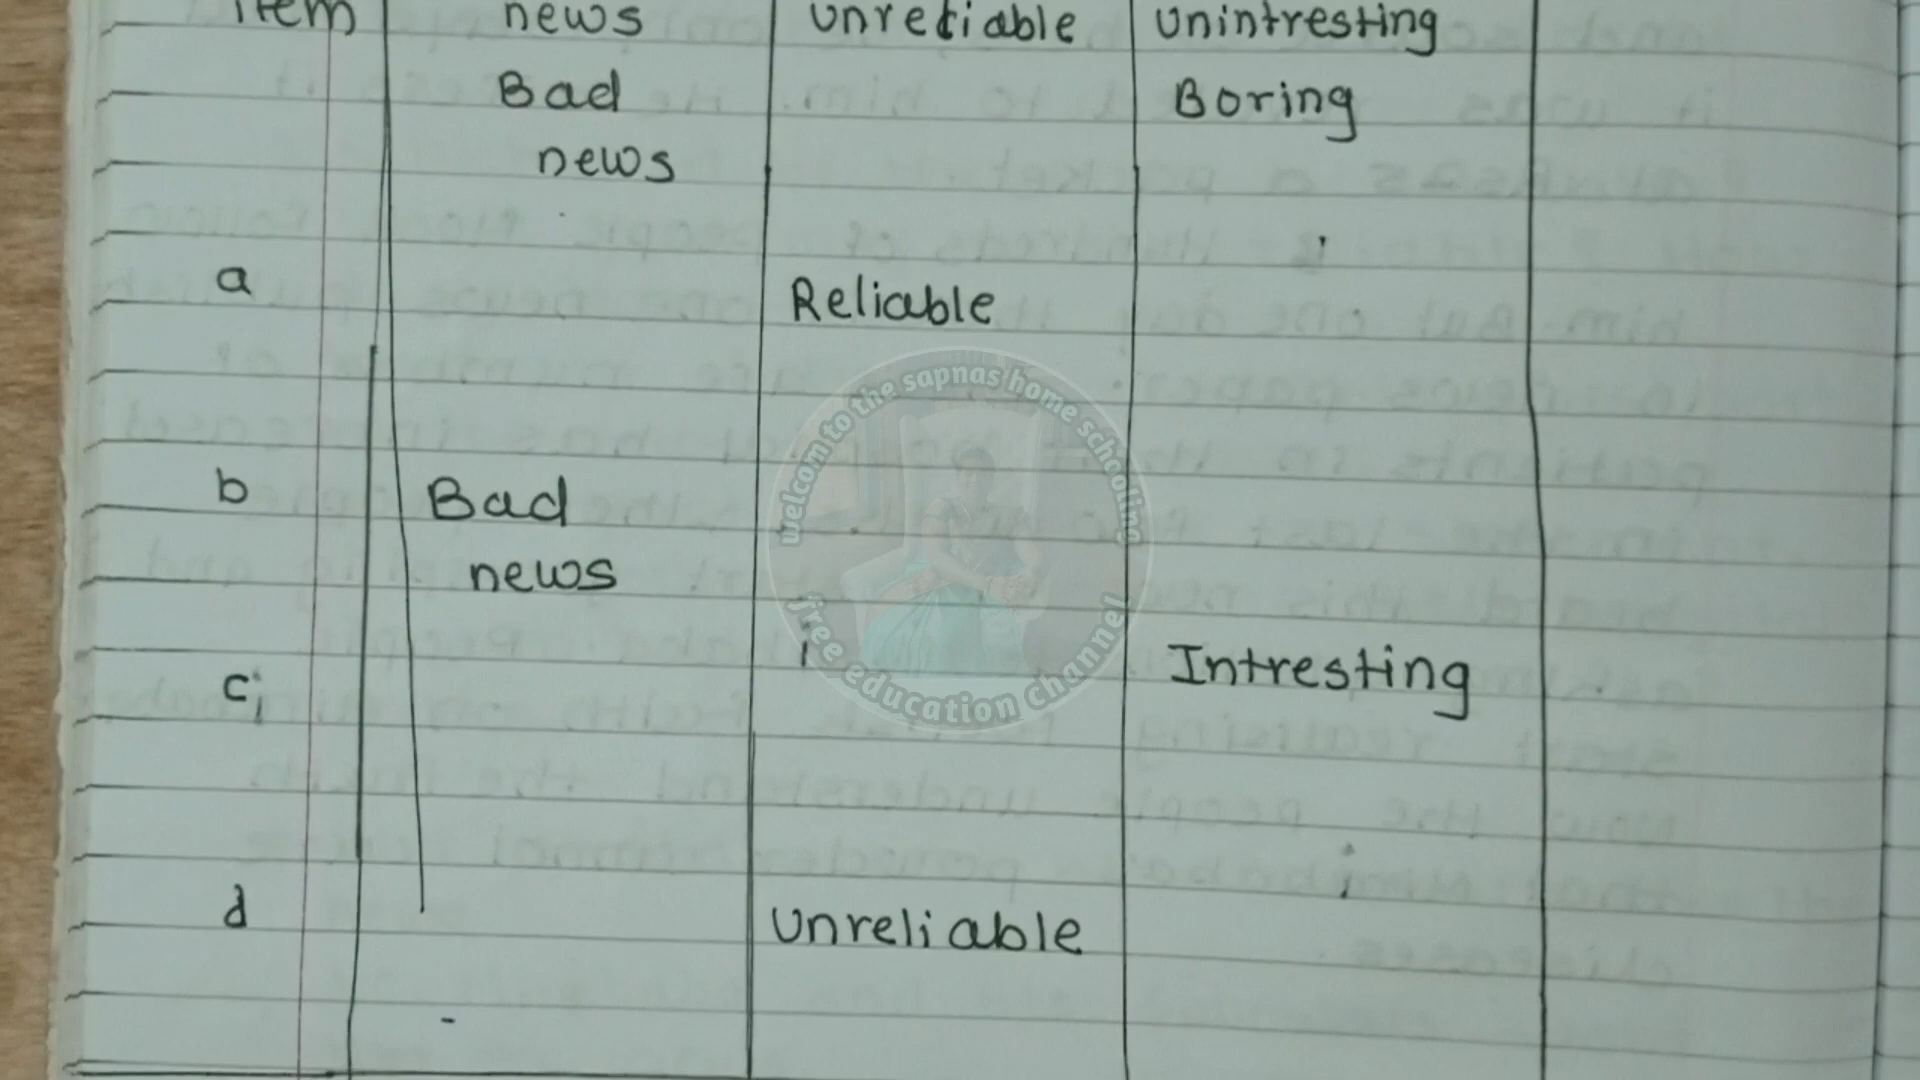 item news unreliable Unintresting
Bad Boring
news
a Reliable
b Bad
news
c Intresting
d Unreliable
welcom to the sapnas home schooling
free education channel